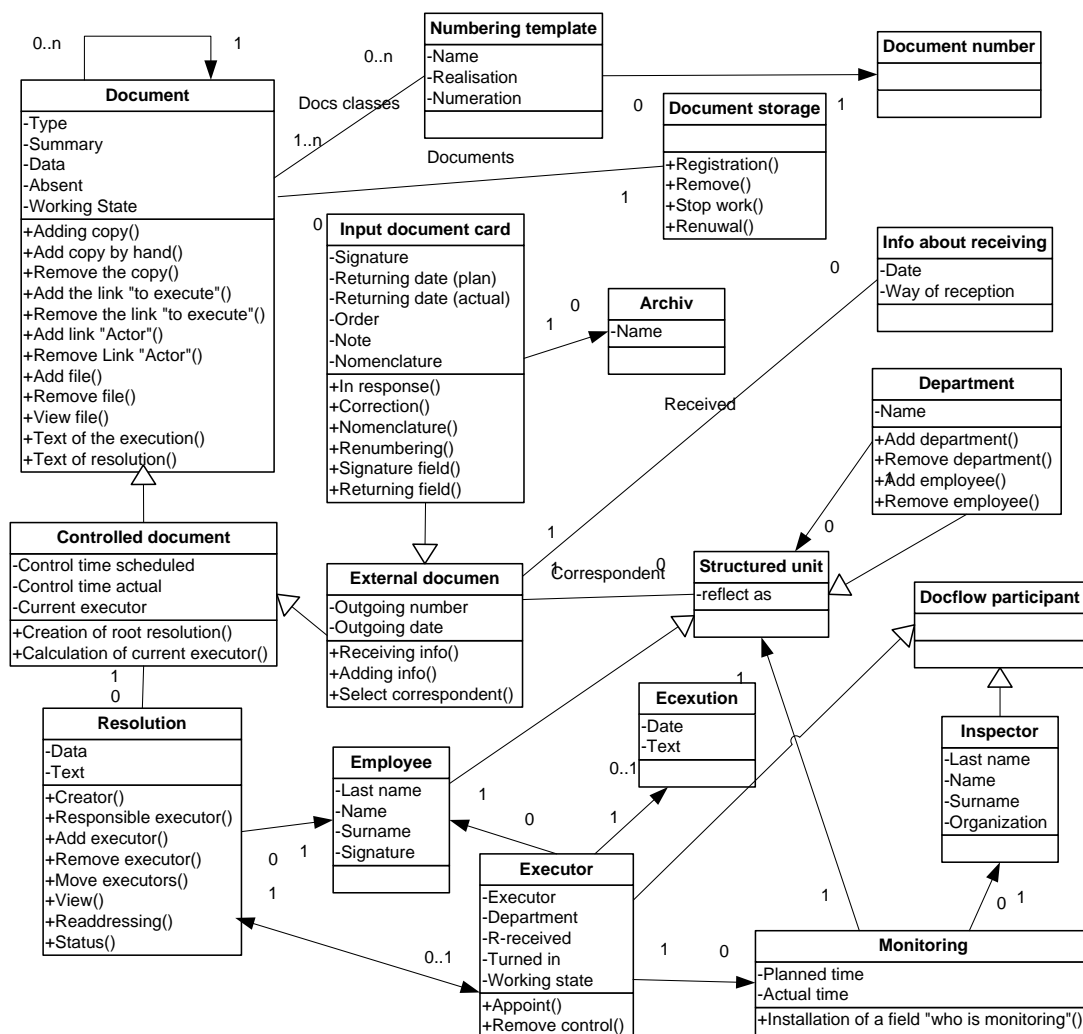 0..n
1
Document
-Type
-Summary
-Data
-Absent
-Working State
+Adding copy()
+Add copy by hand()
+Remove the copy()
+Add the link "to execute"()
+Remove the link "to execute"()
+Add link "Actor"()
+Remove Link "Actor"()
+Add file()
+Remove file()
+View file()
+Text of the execution()
+Text of resolution()
Numbering template
-Name
-Realisation
-Numeration
0..n
Docs classes
1..n
Document number
0
1
Document storage
+Registration()
+Remove()
+Stop work()
+Renuwal()
Documents
1
0
Input document card
-Signature
-Returning date (plan)
-Returning date (actual)
-Order
-Note
-Nomenclature
+In response()
+Correction()
+Nomenclature()
+Renumbering()
+Signature field()
+Returning field()
1
0
Archiv
-Name
Info about receiving
-Date
-Way of reception
0
Received
1
Department
-Name
+Add department()
+Remove department()
+Add employee()
+Remove employee()
1
0
Controlled document
-Control time scheduled
-Control time actual
-Current executor
+Creation of root resolution()
+Calculation of current executor()
External documen
-Outgoing number
-Outgoing date
+Receiving info()
+Adding info()
+Select correspondent()
1
Correspondent
0
Structured unit
-reflect as
Docflow participant
1
0
Resolution
-Data
-Text
+Creator()
+Responsible executor()
+Add executor()
+Remove executor()
+Move executors()
+View()
+Readdressing()
+Status()
Employee
-Last name
-Name
-Surname
-Signature
1
Ecexution
-Date
-Text
0..1
1
Inspector
-Last name
-Name
-Surname
-Organization
0
1
1
0
1
0..1
Executor
-Executor
-Department
-R-received
-Turned in
-Working state
+Appoint()
+Remove control()
1
0
1
0
1
Monitoring
-Planned time
-Actual time
+Installation of a field "who is monitoring"()